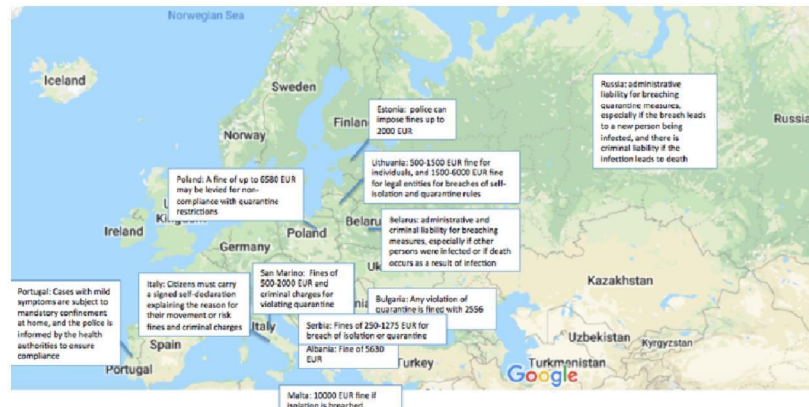 Norwegian Sea
Iceland
Sweden
Finlan
Norway
Russia: administrative
liability for breaching
quarantine measures,
especially if the breach leads
to a new person being
infected, and there is
criminal liability if the
infection leads to death
Russia
Estonia: police can
impose fines up to
2000 EUR
Lithuania: 500-1500 EUR fine for
individuals, and 1500-6000 EUR fine
for legal entities for breaches of self-
isolation and quarantine rules
Poland: A fine of up to 6580 EUR
may be levied for non-
compliance with quarantine
restrictions
U
Kingdom
Ireland
Poland
Germany
Belarus
Belarus: administrative and
criminal liability for breaching
measures, especially if other
persons were infected or if death
occurs as a result of infection
Uk
Kazakhstan
Portugal: Cases with mild
symptoms are subject to
mandatory confinement
at home, and the police is
informed by the health
authorities to ensure
compliance
Italy: Citizens must carry
a signed self-declaration
explaining the reason for
their movement or risk
fines and criminal charges
San Marino: Fines of
500-2000 EUR and
criminal charges for
violating quarantine
nia
Bulgaria: Any violation of
quarantine is fined with 2556
Serbia: Fines of 250-1275 EUR for
breach of isolation or quarantine
Albania: Fine of 5630
EUR
Italy
Spain
Portugal
Turkey
Uzbekistan
Kyrgyzstan
Turkmenistan
Google
Malta: 10000 EUR fine if
isolation is breached